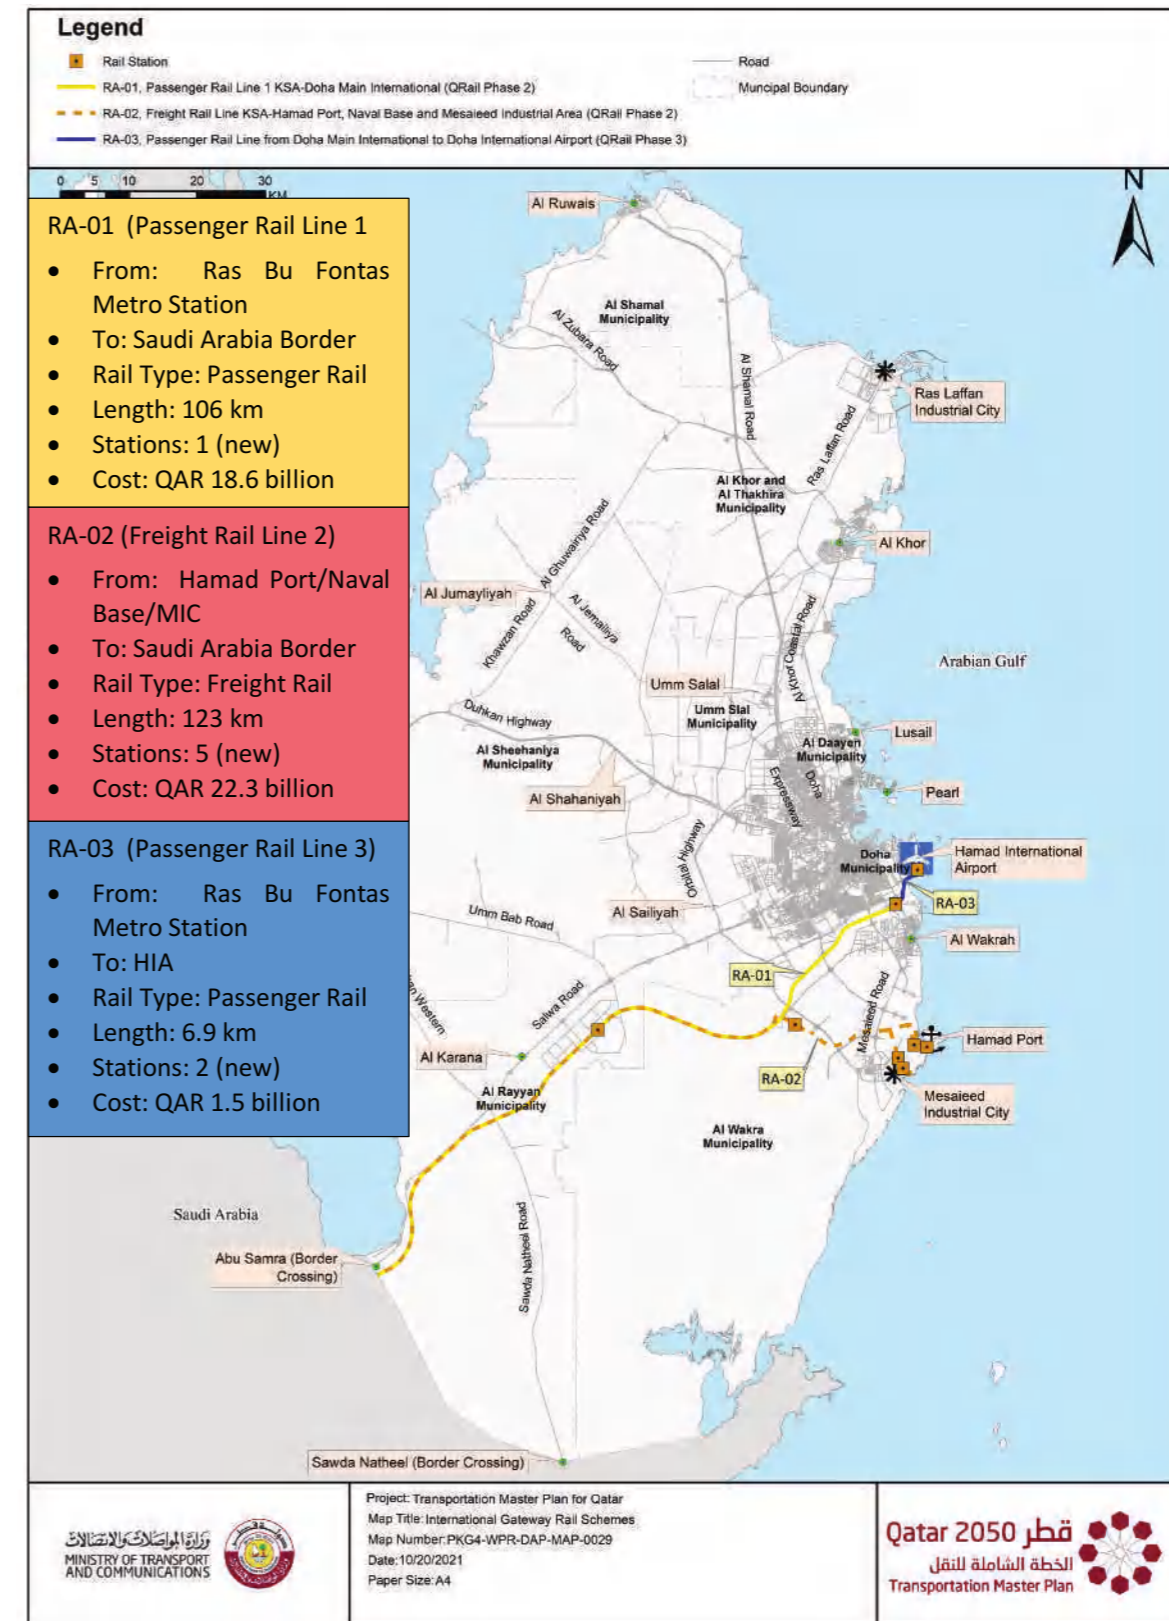 Legend
Rail Station
RA-01, Passenger Rail Line 1 KSA-Doha Main International (QRail Phase 2)
RA-02, Freight Rail Line KSA-Hamad Port, Naval Base and Mesaieed Industrial Area (QRail Phase 2)
RA-03, Passenger Rail Line from Doha Main International to Doha International Airport (QRail Phase 3)
Road
Muncipal Boundary
0 5 10 20 30
KM
N
RA-01 (Passenger Rail Line 1
• From: Ras Bu Fontas
Metro Station
• To: Saudi Arabia Border
• Rail Type: Passenger Rail
• Length: 106 km
• Stations: 1 (new)
• Cost: QAR 18.6 billion
RA-02 (Freight Rail Line 2)
• From: Hamad Port/Naval
Base/MIC
• To: Saudi Arabia Border
• Rail Type: Freight Rail
• Length: 123 km
• Stations: 5 (new)
• Cost: QAR 22.3 billion
RA-03 (Passenger Rail Line 3)
• From: Ras Bu Fontas
Metro Station
• To: HIA
• Rail Type: Passenger Rail
• Length: 6.9 km
• Stations: 2 (new)
• Cost: QAR 1.5 billion
Al Ruwais
Al Shamal
Municipality
Al Zubara Road
Al Shamal Road
Ras Laffan
Industrial City
Ras Laffan Road
Al Khor and
Al Thakhira
Municipality
Al Khor
Al Ghuwairiya Road
Al Jumayliyah
Al Jemailiya
Road
Khawzan Road
Al Khor Coastal Road
Arabian Gulf
Umm Salal
Umm Slal
Municipality
Duhkan Highway
Al Sheehaniya
Municipality
Al Daayen
Municipality
Lusail
Doha
Expressway
Pearl
Al Shahaniyah
Orbital Highway
Doha
Municipality
Hamad International
Airport
RA-03
Al Sailiyah
Umm Bab Road
Al Wakrah
RA-01
Western
Salwa Road
Mesaieed Road
Hamad Port
Al Karana
RA-02
Al Rayyan
Municipality
Mesaieed
Industrial City
Al Wakra
Municipality
Saudi Arabia
Sawda Natheel Road
Abu Samra (Border
Crossing)
Sawda Natheel (Border Crossing)
وزارة المواصلات والاتصالات
MINISTRY OF TRANSPORT
AND COMMUNICATIONS
Project: Transportation Master Plan for Qatar
Map Title: International Gateway Rail Schemes
Map Number: PKG4-WPR-DAP-MAP-0029
Date: 10/20/2021
Paper Size: A4
Qatar 2050 قطر
الخطة الشاملة للنقل
Transportation Master Plan